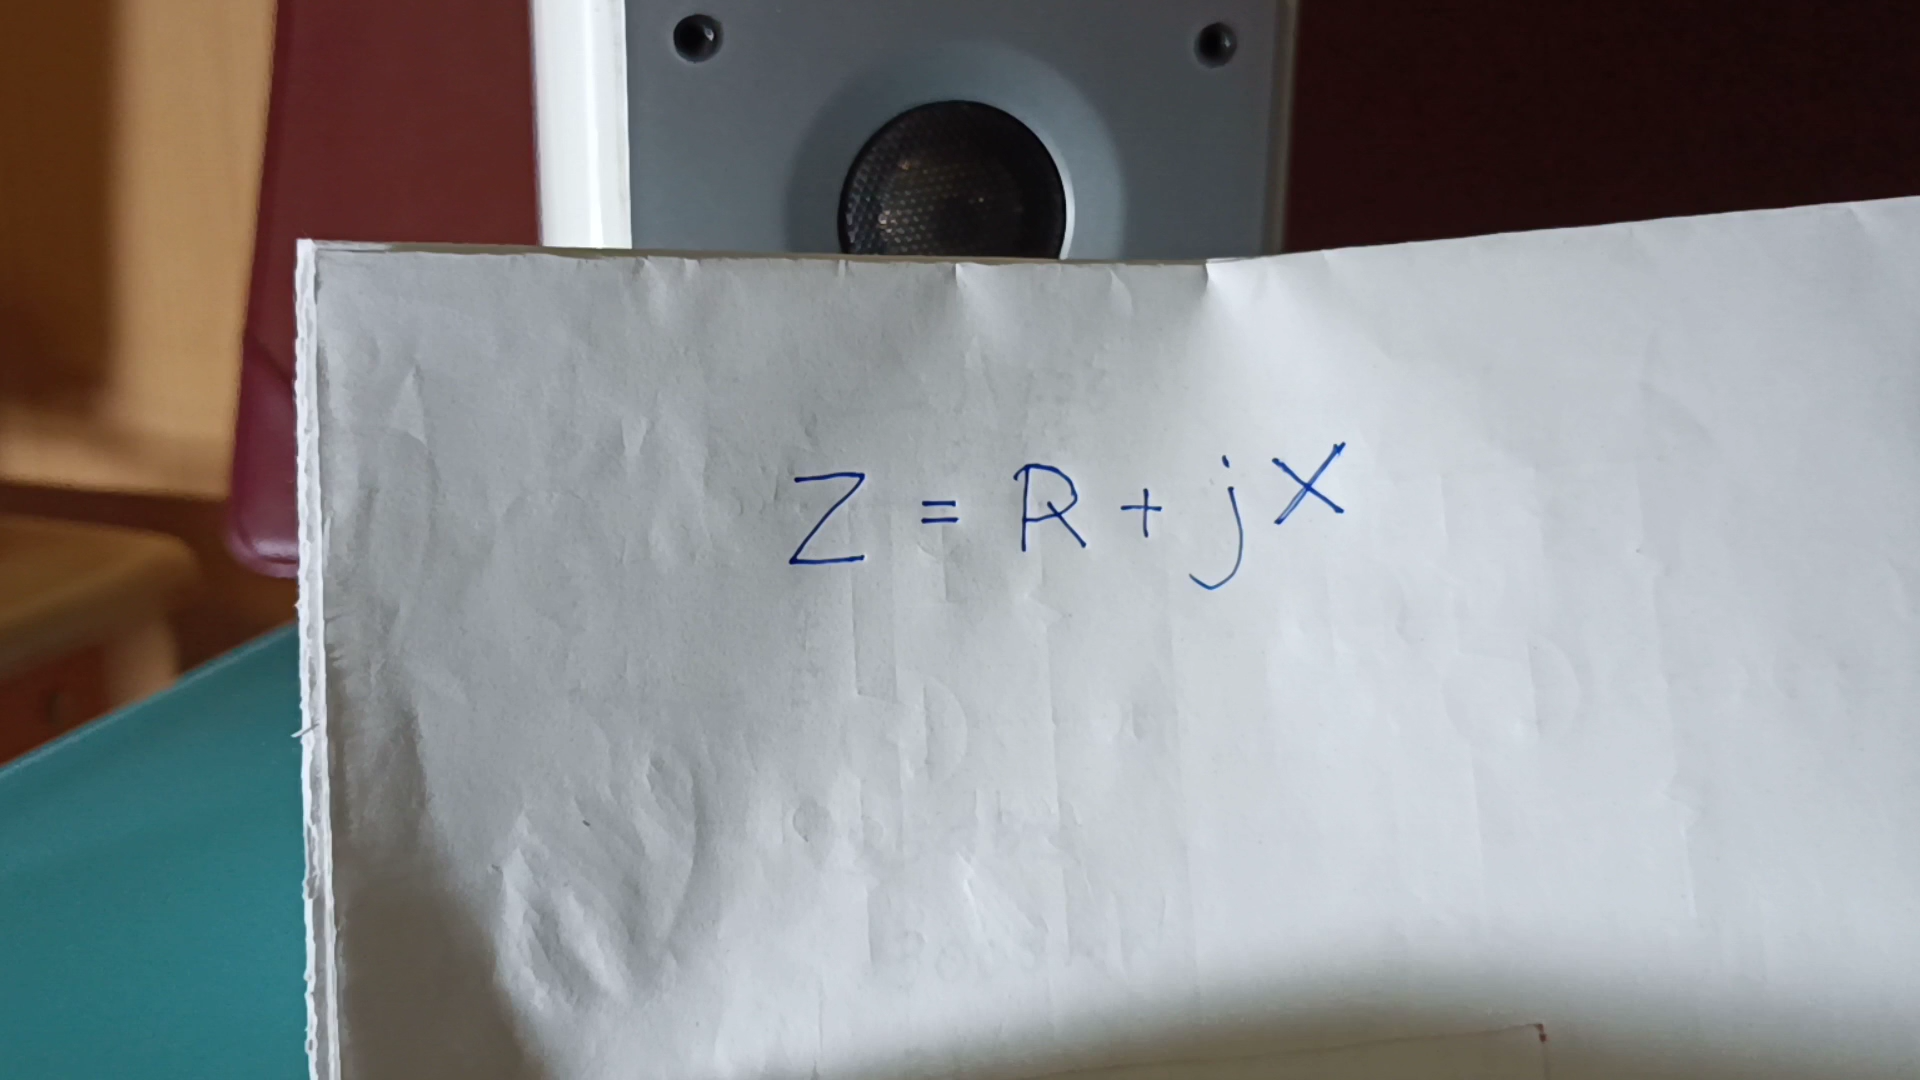 Z = R + jX